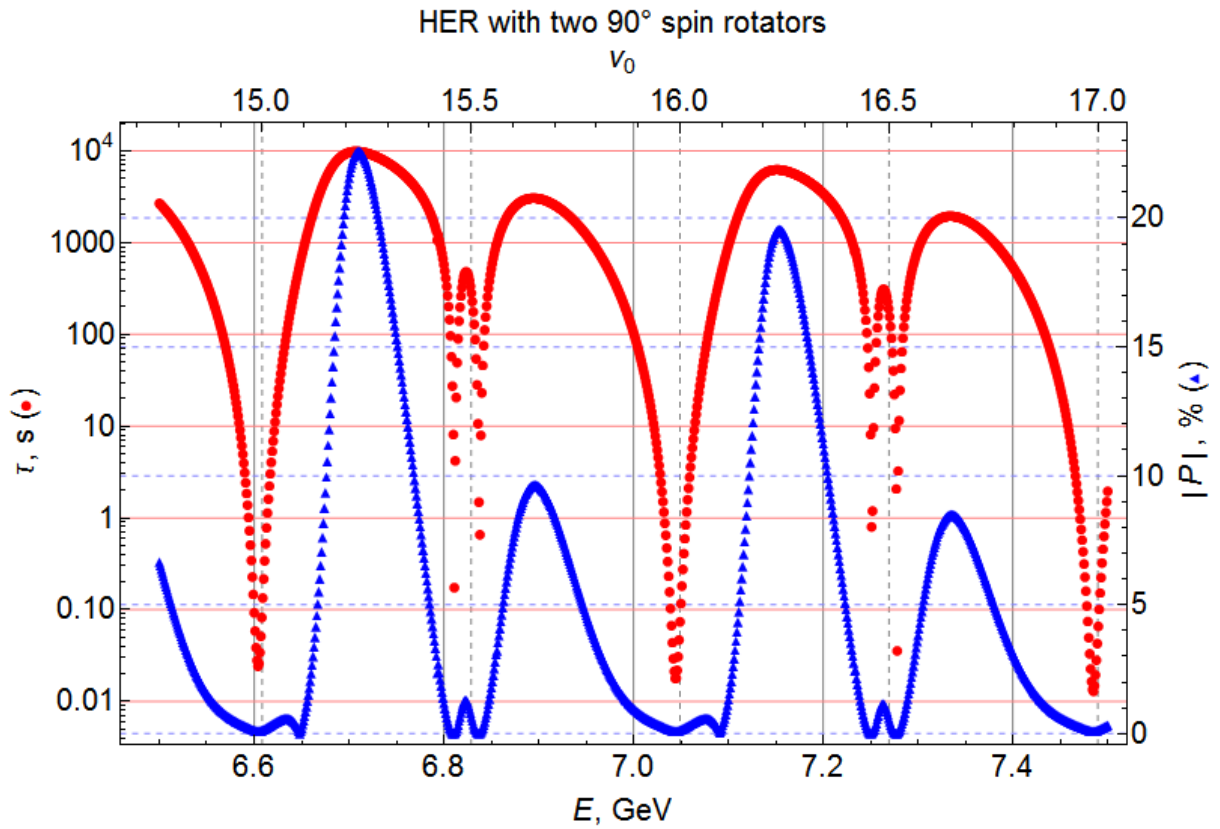 HER with two 90° spin rotators
ν0
15.0 15.5 16.0 16.5 17.0
10^4
1000
100
10
1
0.10
0.01
τ, s (•)
20
15
10
5
0
|P|, % (▲)
6.6 6.8 7.0 7.2 7.4
E, GeV